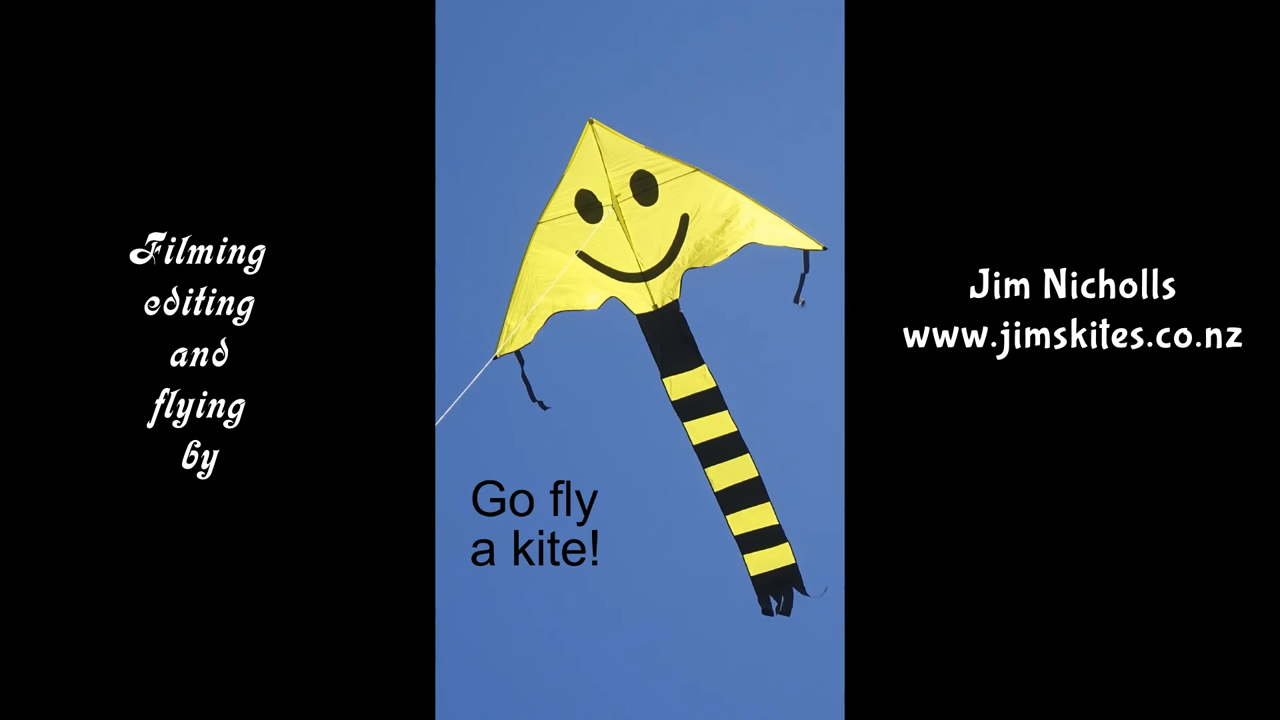 Filming
editing
and
flying
by
Go fly
a kite!
Jim Nicholls
www.jimskites.co.nz